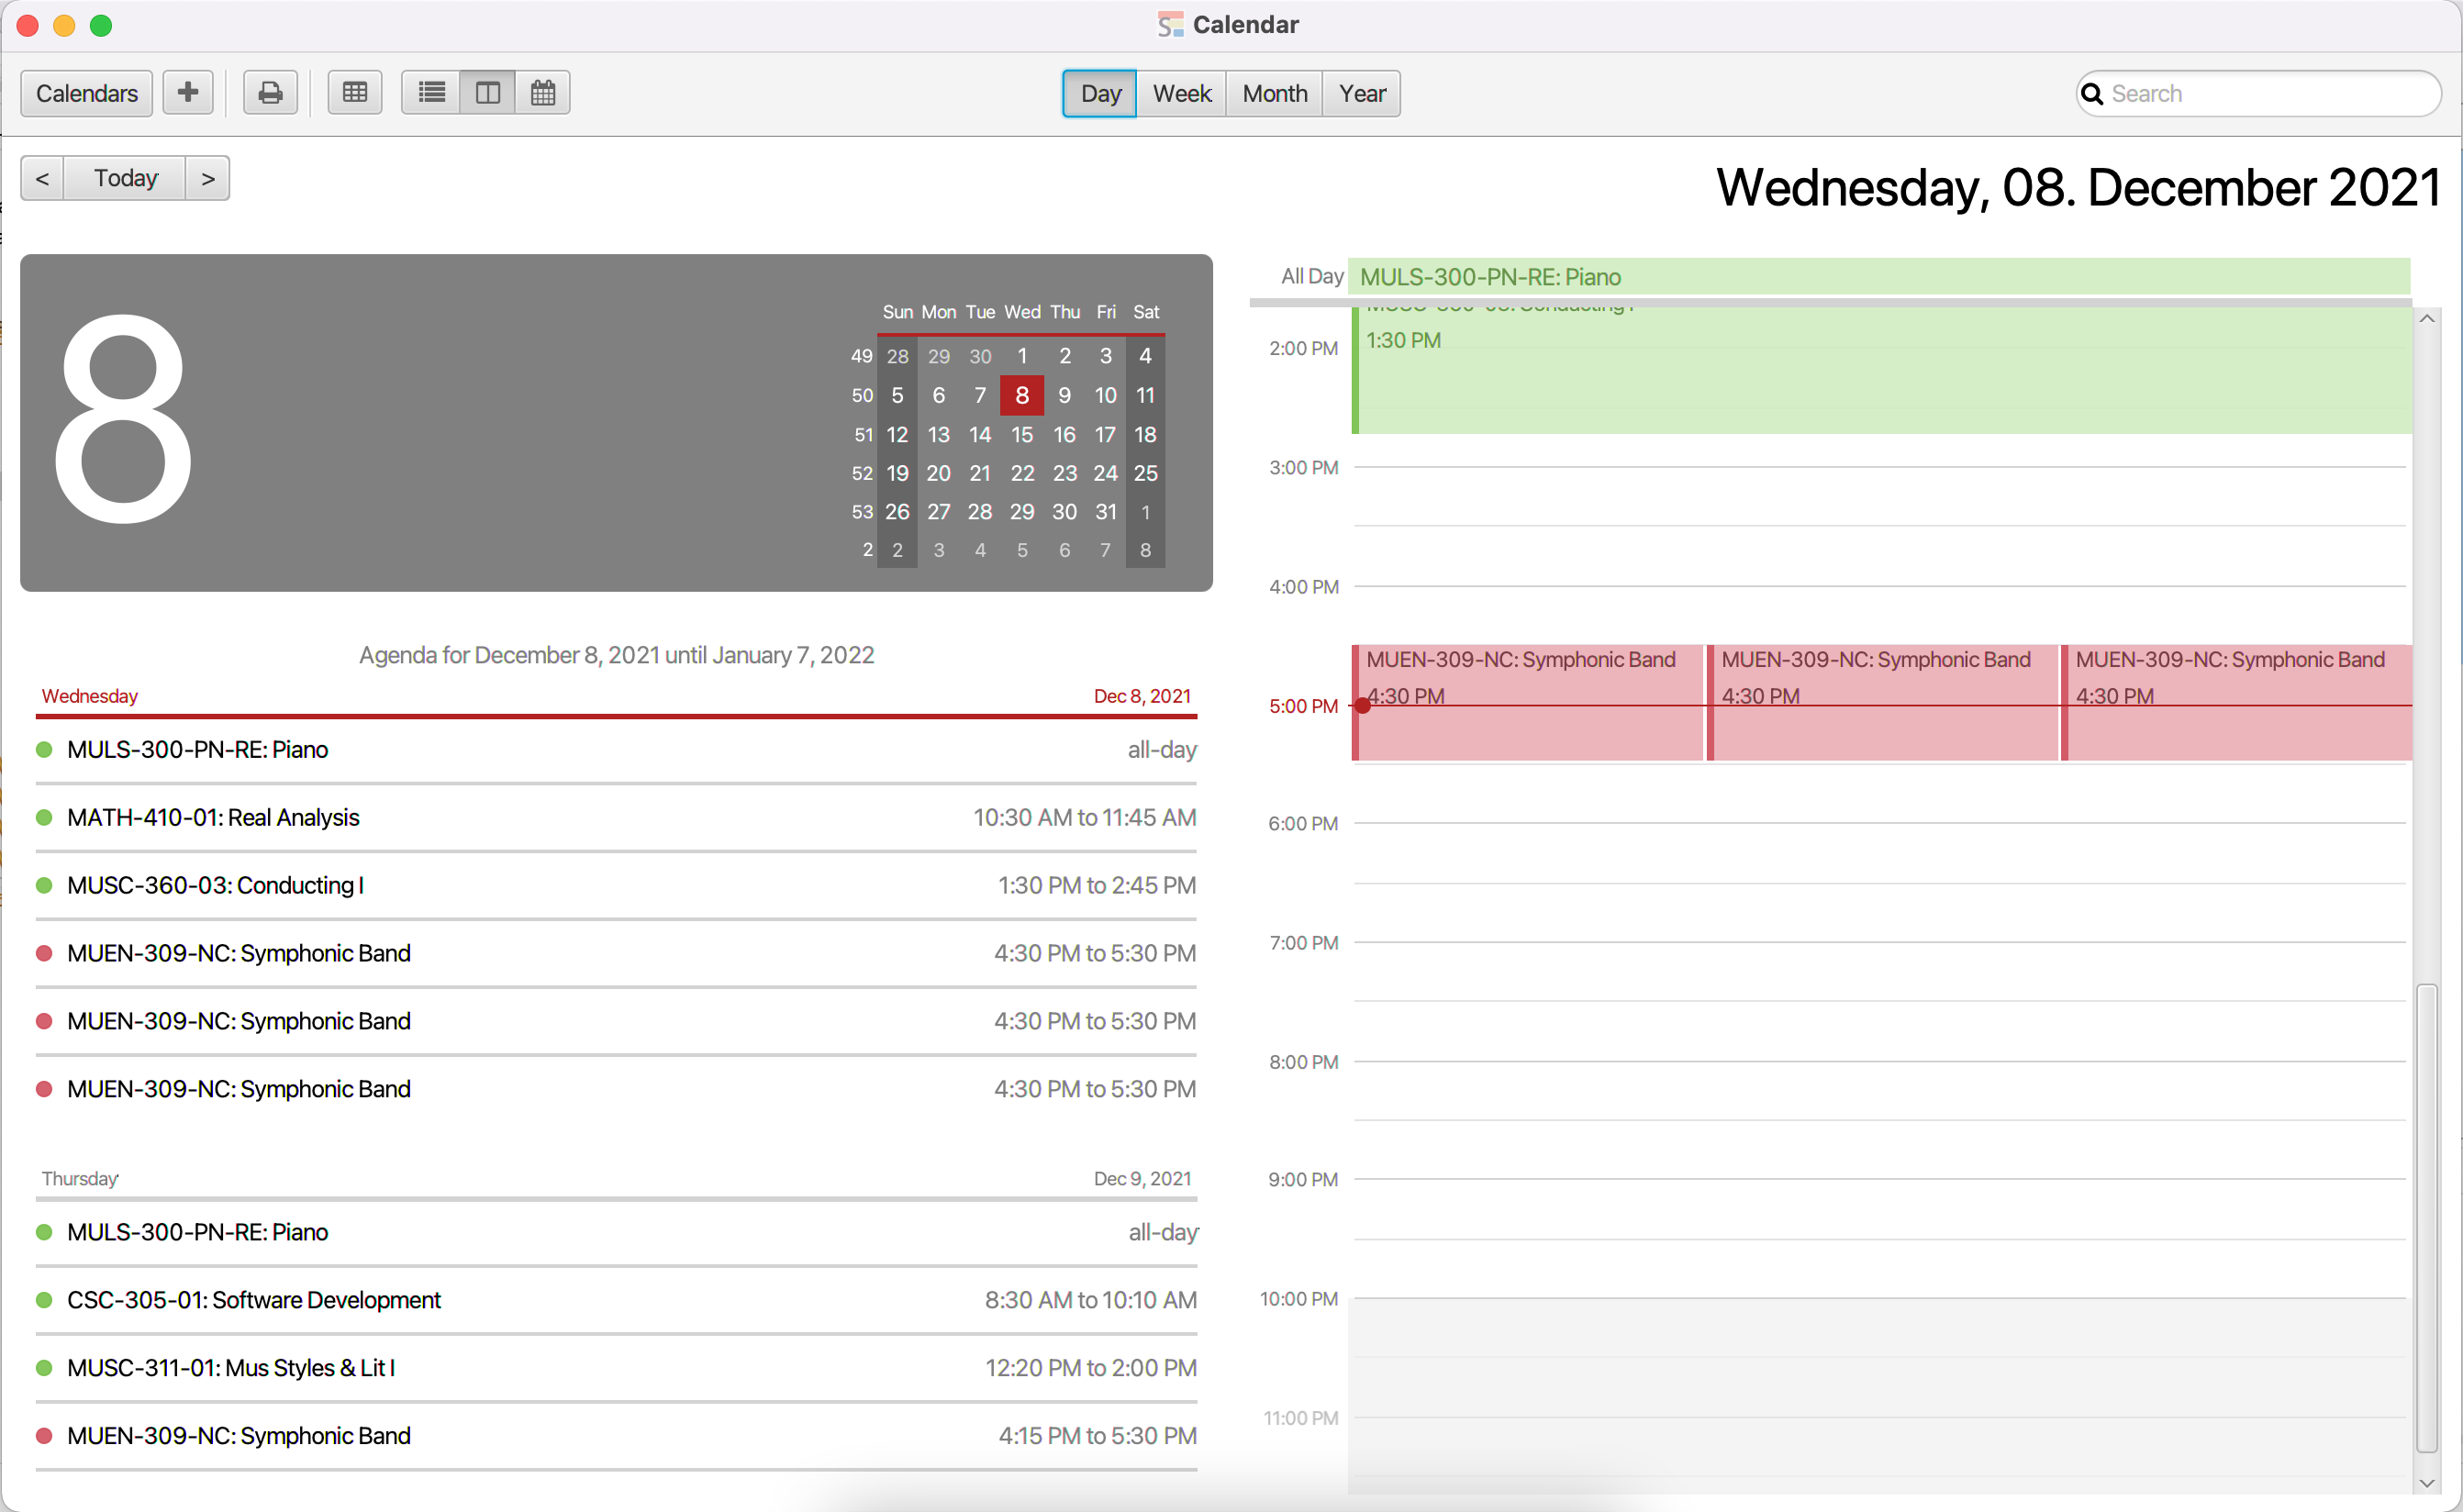 Calendar
Calendars
Day Week Month Year
Search
< Today >
Wednesday, 08. December 2021
8
Sun Mon Tue Wed Thu Fri Sat
49 28 29 30 1 2 3 4
50 5 6 7 8 9 10 11
51 12 13 14 15 16 17 18
52 19 20 21 22 23 24 25
53 26 27 28 29 30 31 1
2 2 3 4 5 6 7 8
Agenda for December 8, 2021 until January 7, 2022
Wednesday Dec 8, 2021
MULS-300-PN-RE: Piano all-day
MATH-410-01: Real Analysis 10:30 AM to 11:45 AM
MUSC-360-03: Conducting I 1:30 PM to 2:45 PM
MUEN-309-NC: Symphonic Band 4:30 PM to 5:30 PM
MUEN-309-NC: Symphonic Band 4:30 PM to 5:30 PM
MUEN-309-NC: Symphonic Band 4:30 PM to 5:30 PM
Thursday Dec 9, 2021
MULS-300-PN-RE: Piano all-day
CSC-305-01: Software Development 8:30 AM to 10:10 AM
MUSC-311-01: Mus Styles & Lit I 12:20 PM to 2:00 PM
MUEN-309-NC: Symphonic Band 4:15 PM to 5:30 PM
All Day MULS-300-PN-RE: Piano
MUSC-360-03: Conducting I
1:30 PM
2:00 PM
3:00 PM
4:00 PM
MUEN-309-NC: Symphonic Band MUEN-309-NC: Symphonic Band MUEN-309-NC: Symphonic Band
4:30 PM 4:30 PM 4:30 PM
5:00 PM
6:00 PM
7:00 PM
8:00 PM
9:00 PM
10:00 PM
11:00 PM